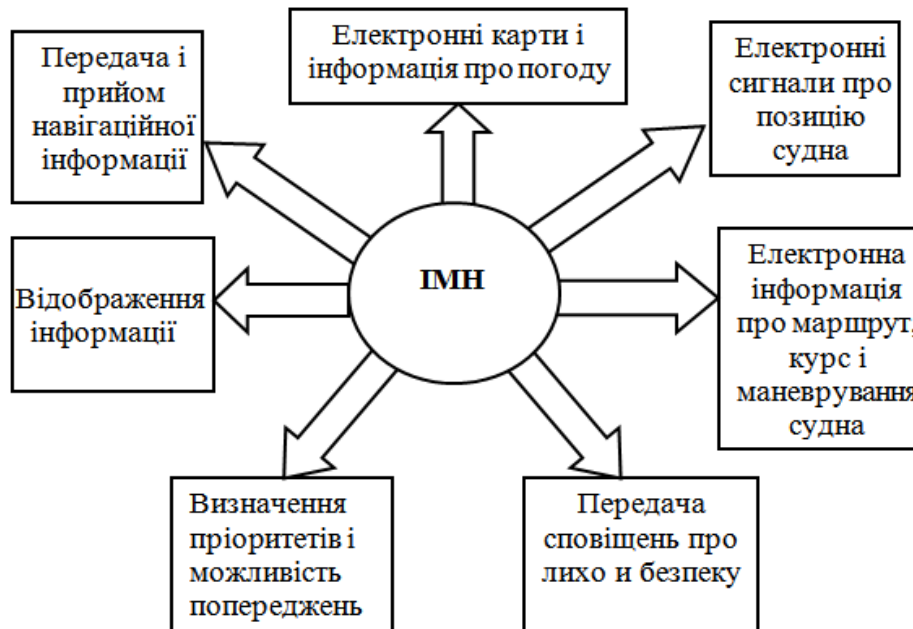 Передача і
прийом
навігаційної
інформації
Електронні карти і
інформація про погоду
Електронні
сигнали про
позицію
судна
ІМН
Відображення
інформації
Електронна
інформація
про маршрут,
курс і
маневрування
судна
Визначення
пріоритетів і
можливість
попереджень
Передача
сповіщень про
лихо и безпеку